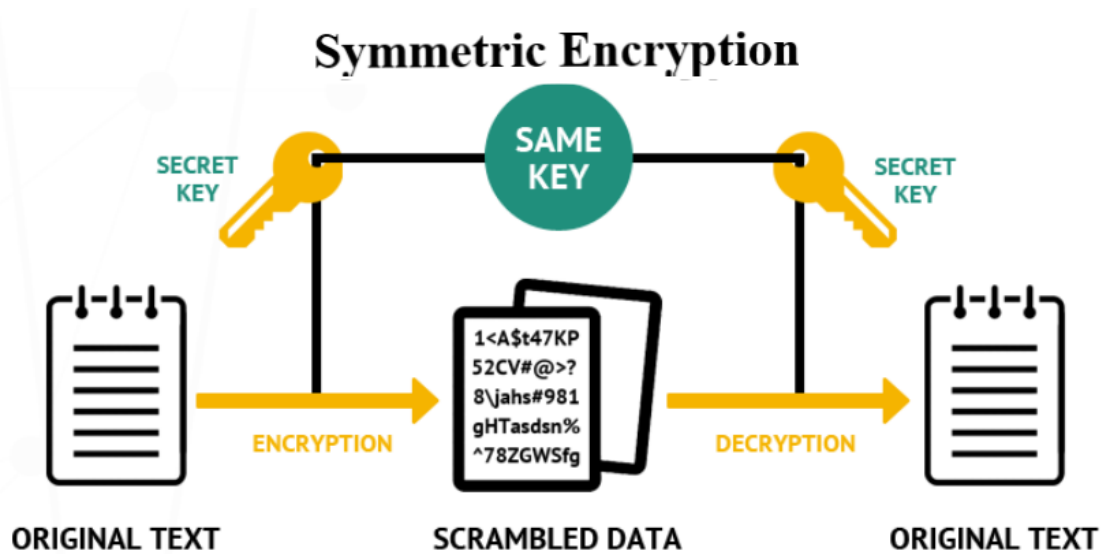 Symmetric Encryption
SAME
KEY
SECRET
KEY
SECRET
KEY
1<A$t47KP
52CV#@>?
8\jahs#981
gHTasdsn%
^78ZGWSfg
ENCRYPTION
DECRYPTION
ORIGINAL TEXT
SCRAMBLED DATA
ORIGINAL TEXT